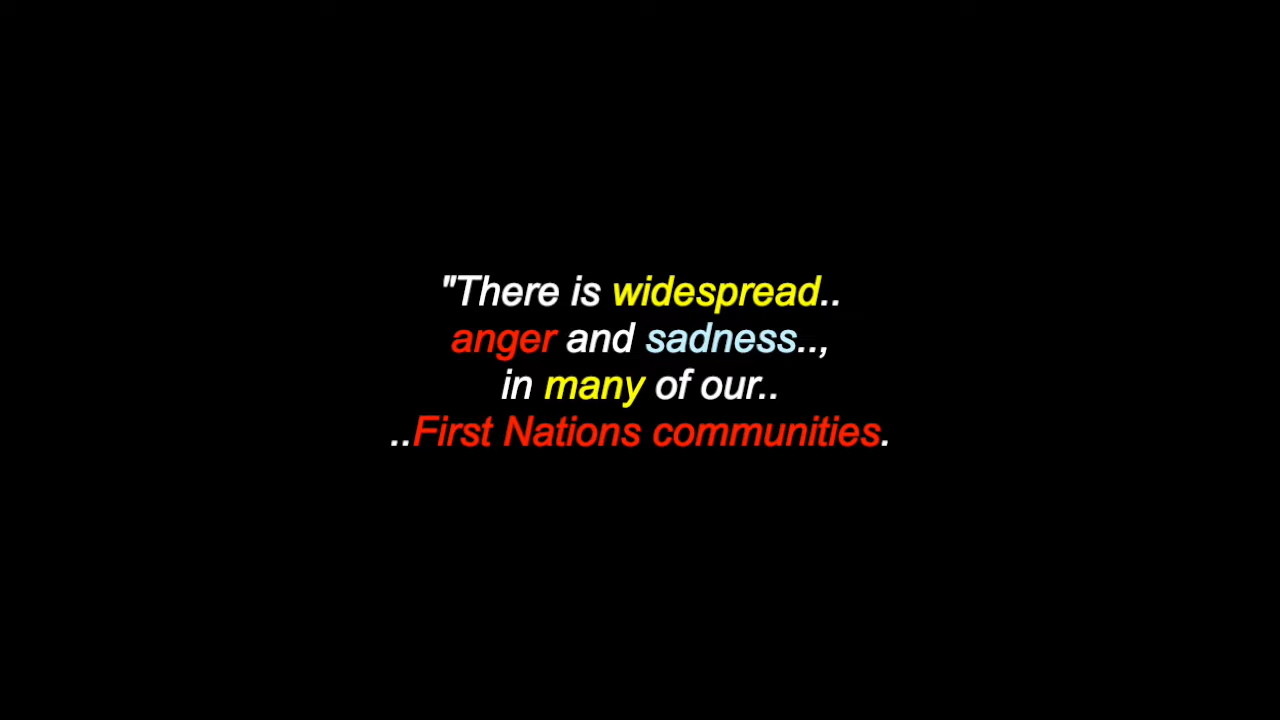 "There is widespread..
anger and sadness..,
in many of our..
..First Nations communities.